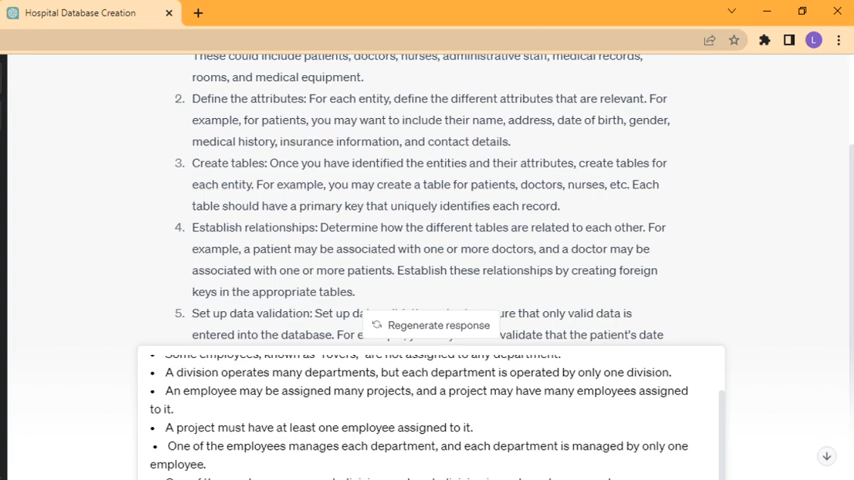 Hospital Database Creation
L
These could include patients, doctors, nurses, administrative staff, medical records,
rooms, and medical equipment.
2. Define the attributes: For each entity, define the different attributes that are relevant. For
example, for patients, you may want to include their name, address, date of birth, gender,
medical history, insurance information, and contact details.
3. Create tables: Once you have identified the entities and their attributes, create tables for
each entity. For example, you may create a table for patients, doctors, nurses, etc. Each
table should have a primary key that uniquely identifies each record.
4. Establish relationships: Determine how the different tables are related to each other. For
example, a patient may be associated with one or more doctors, and a doctor may be
associated with one or more patients. Establish these relationships by creating foreign
keys in the appropriate tables.
5. Set up data validation: Set up da ure that only valid data is
entered into the database. For validate that the patient's date
Regenerate response
• Some employees, known as "rovers," are not assigned to any department.
• A division operates many departments, but each department is operated by only one division.
• An employee may be assigned many projects, and a project may have many employees assigned
to it.
• A project must have at least one employee assigned to it.
• One of the employees manages each department, and each department is managed by only one
employee.